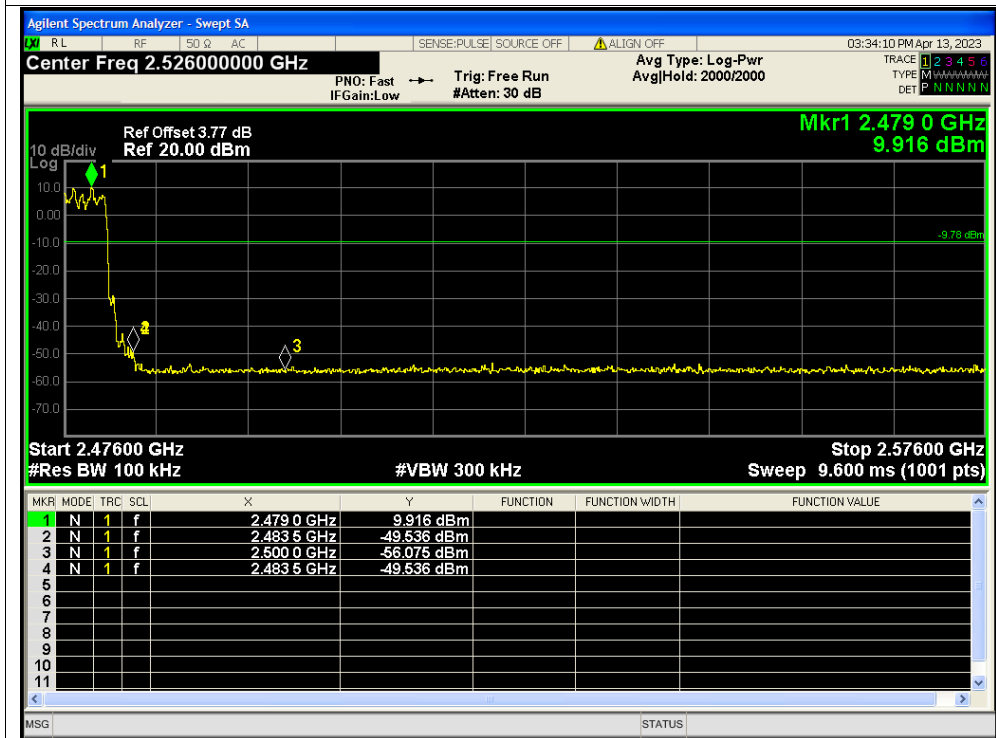 Agilent Spectrum Analyzer - Swept SA
LXI RL RF 50 Ω AC SENSE:PULSE SOURCE OFF ALIGN OFF 03:34:10 PM Apr 13, 2023
Center Freq 2.526000000 GHz
PNO: Fast
IFGain:Low
Trig: Free Run
#Atten: 30 dB
Avg Type: Log-Pwr
Avg|Hold: 2000/2000
TRACE 1 2 3 4 5 6
TYPE M
DET P N N N N N
Mkr1 2.479 0 GHz
9.916 dBm
Ref Offset 3.77 dB
10 dB/div Ref 20.00 dBm
Log
1
10.0
0.00
-9.78 dBm
-10.0
-20.0
-30.0
-40.0
3
-50.0
-60.0
-70.0
Start 2.47600 GHz Stop 2.57600 GHz
#Res BW 100 kHz #VBW 300 kHz Sweep 9.600 ms (1001 pts)
MKR MODE TRC SCL X Y FUNCTION FUNCTION WIDTH FUNCTION VALUE
1 N 1 f 2.479 0 GHz 9.916 dBm
2 N 1 f 2.483 5 GHz -49.536 dBm
3 N 1 f 2.500 0 GHz -56.075 dBm
4 N 1 f 2.483 5 GHz -49.536 dBm
5
6
7
8
9
10
11
MSG STATUS